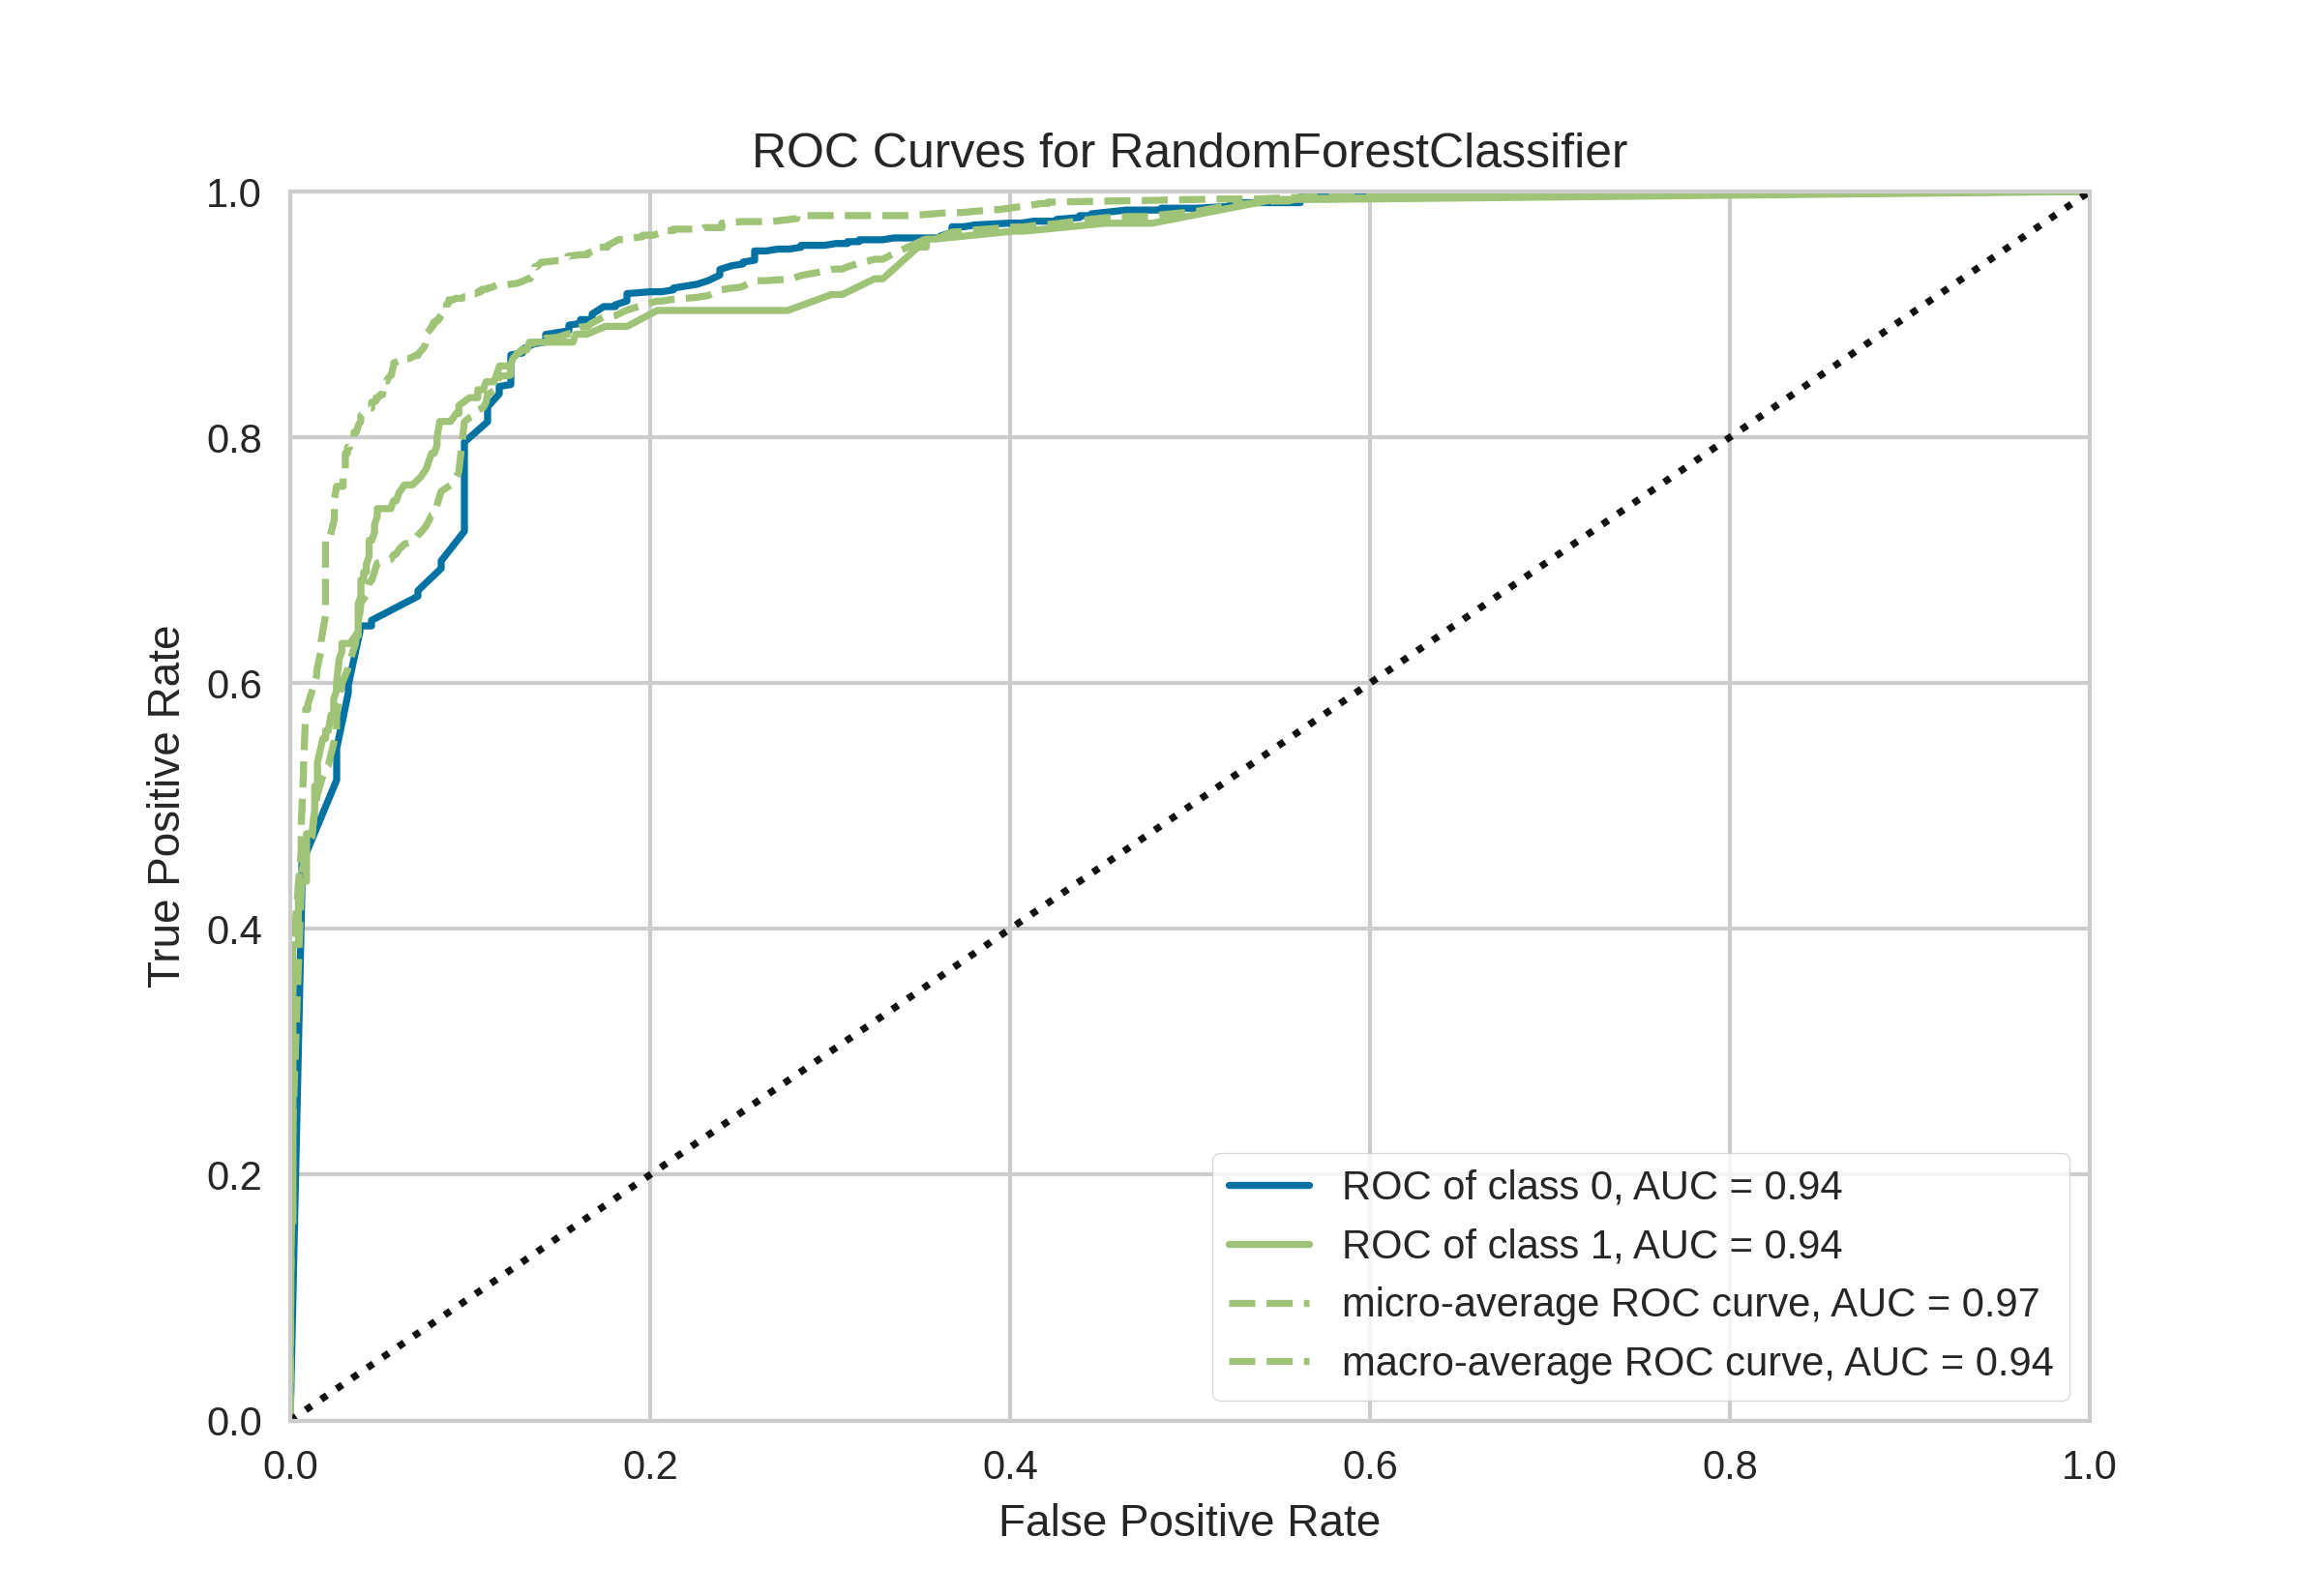 ROC Curves for RandomForestClassifier
1.0
0.8
0.6
0.4
0.2
0.0
True Positive Rate
0.0 0.2 0.4 0.6 0.8 1.0
False Positive Rate
ROC of class 0, AUC = 0.94
ROC of class 1, AUC = 0.94
micro-average ROC curve, AUC = 0.97
macro-average ROC curve, AUC = 0.94